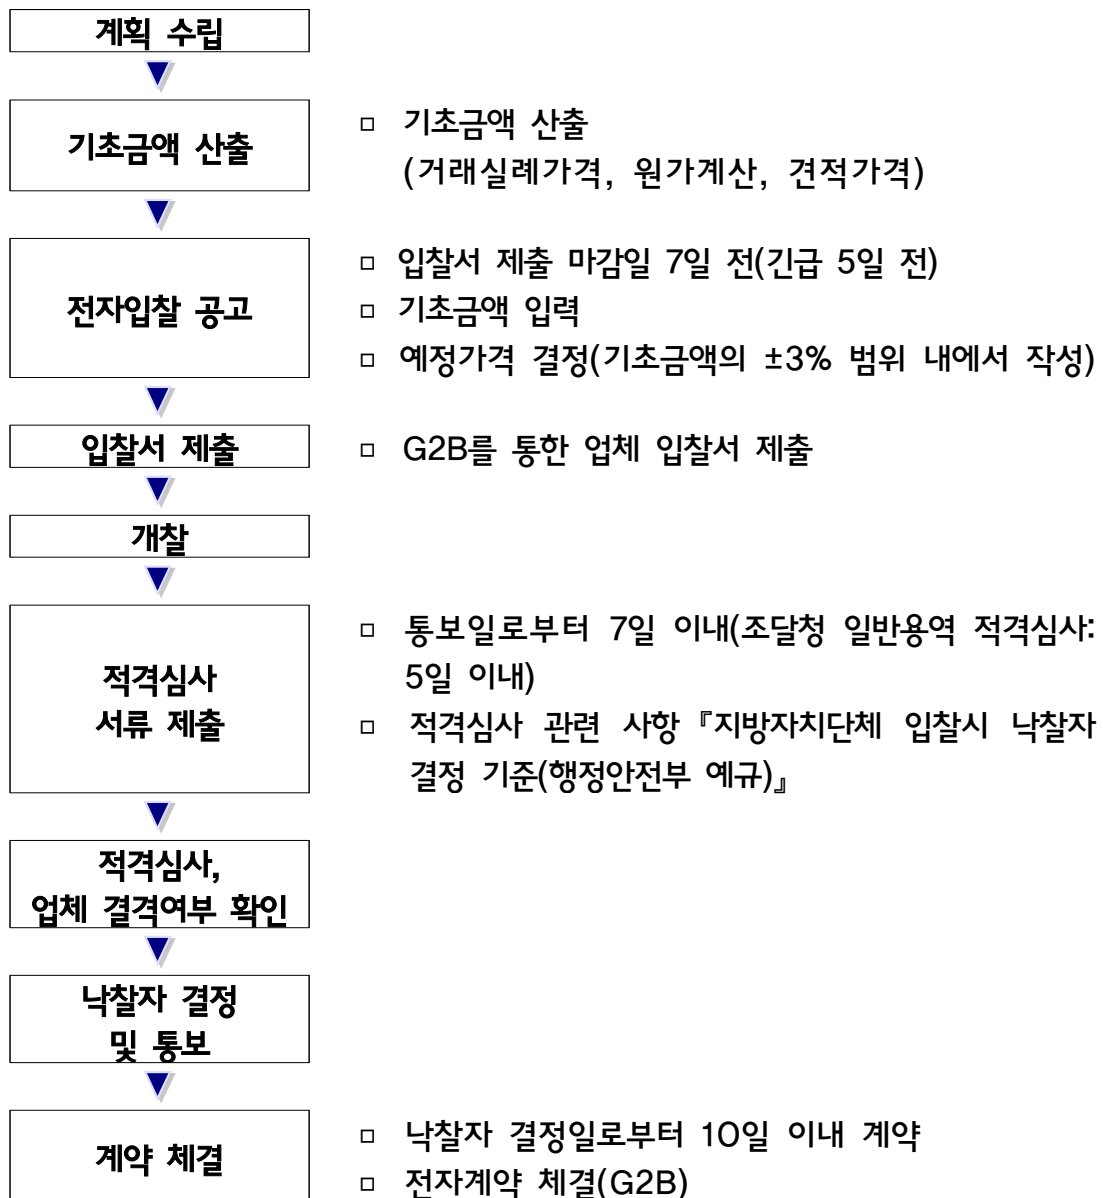 계획 수립
기초금액 산출
□ 기초금액 산출
(거래실례가격, 원가계산, 견적가격)
전자입찰 공고
□ 입찰서 제출 마감일 7일 전(긴급 5일 전)
□ 기초금액 입력
□ 예정가격 결정(기초금액의 ±3% 범위 내에서 작성)
입찰서 제출
□ G2B를 통한 업체 입찰서 제출
개찰
적격심사
서류 제출
□ 통보일로부터 7일 이내(조달청 일반용역 적격심사:
5일 이내)
□ 적격심사 관련 사항『지방자치단체 입찰시 낙찰자
결정 기준(행정안전부 예규)』
적격심사,
업체 결격여부 확인
낙찰자 결정
및 통보
계약 체결
□ 낙찰자 결정일로부터 10일 이내 계약
□ 전자계약 체결(G2B)